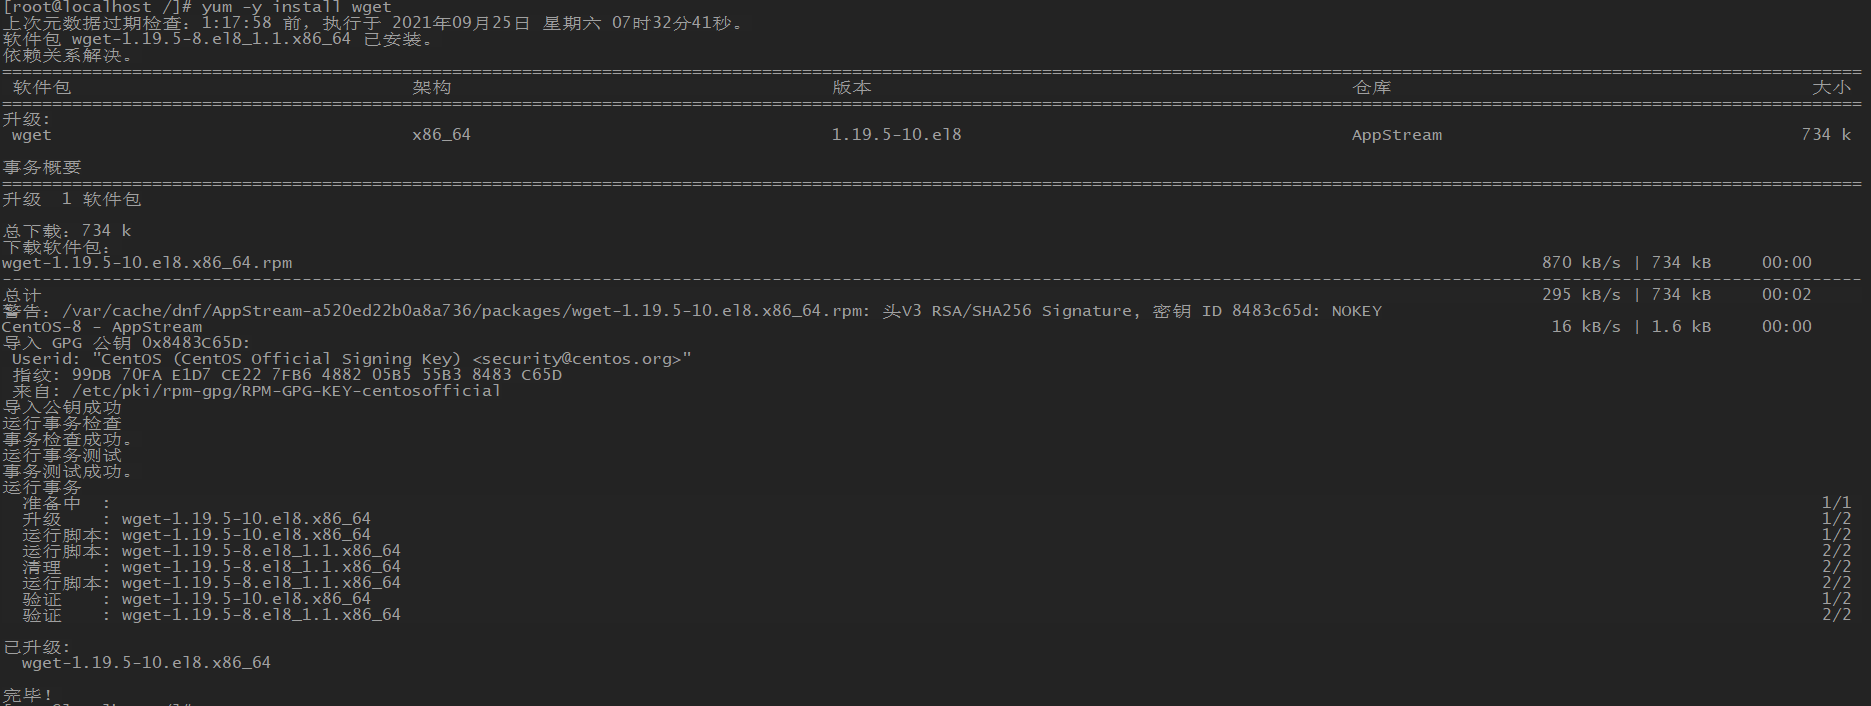 [root@localhost /]# yum -y install wget
上次元数据过期检查：1:17:58 前，执行于 2021年09月25日 星期六 07时32分41秒。
软件包 wget-1.19.5-8.el8_1.1.x86_64 已安装。
依赖关系解决。
软件包 架构 版本 仓库 大小
升级:
wget x86_64 1.19.5-10.el8 AppStream 734 k
事务概要
升级 1 软件包
总下载：734 k
下载软件包：
wget-1.19.5-10.el8.x86_64.rpm 870 kB/s | 734 kB 00:00
总计 295 kB/s | 734 kB 00:02
警告：/var/cache/dnf/AppStream-a520ed22b0a8a736/packages/wget-1.19.5-10.el8.x86_64.rpm: 头V3 RSA/SHA256 Signature, 密钥 ID 8483c65d: NOKEY
CentOS-8 - AppStream 16 kB/s | 1.6 kB 00:00
导入 GPG 公钥 0x8483C65D:
Userid: "CentOS (CentOS Official Signing Key) <security@centos.org>"
指纹: 99DB 70FA E1D7 CE22 7FB6 4882 05B5 55B3 8483 C65D
来自: /etc/pki/rpm-gpg/RPM-GPG-KEY-centosofficial
导入公钥成功
运行事务检查
事务检查成功。
运行事务测试
事务测试成功。
运行事务
准备中 : 1/1
升级 : wget-1.19.5-10.el8.x86_64 1/2
运行脚本: wget-1.19.5-10.el8.x86_64 1/2
运行脚本: wget-1.19.5-8.el8_1.1.x86_64 2/2
清理 : wget-1.19.5-8.el8_1.1.x86_64 2/2
运行脚本: wget-1.19.5-8.el8_1.1.x86_64 2/2
验证 : wget-1.19.5-10.el8.x86_64 1/2
验证 : wget-1.19.5-8.el8_1.1.x86_64 2/2
已升级:
wget-1.19.5-10.el8.x86_64
完毕！